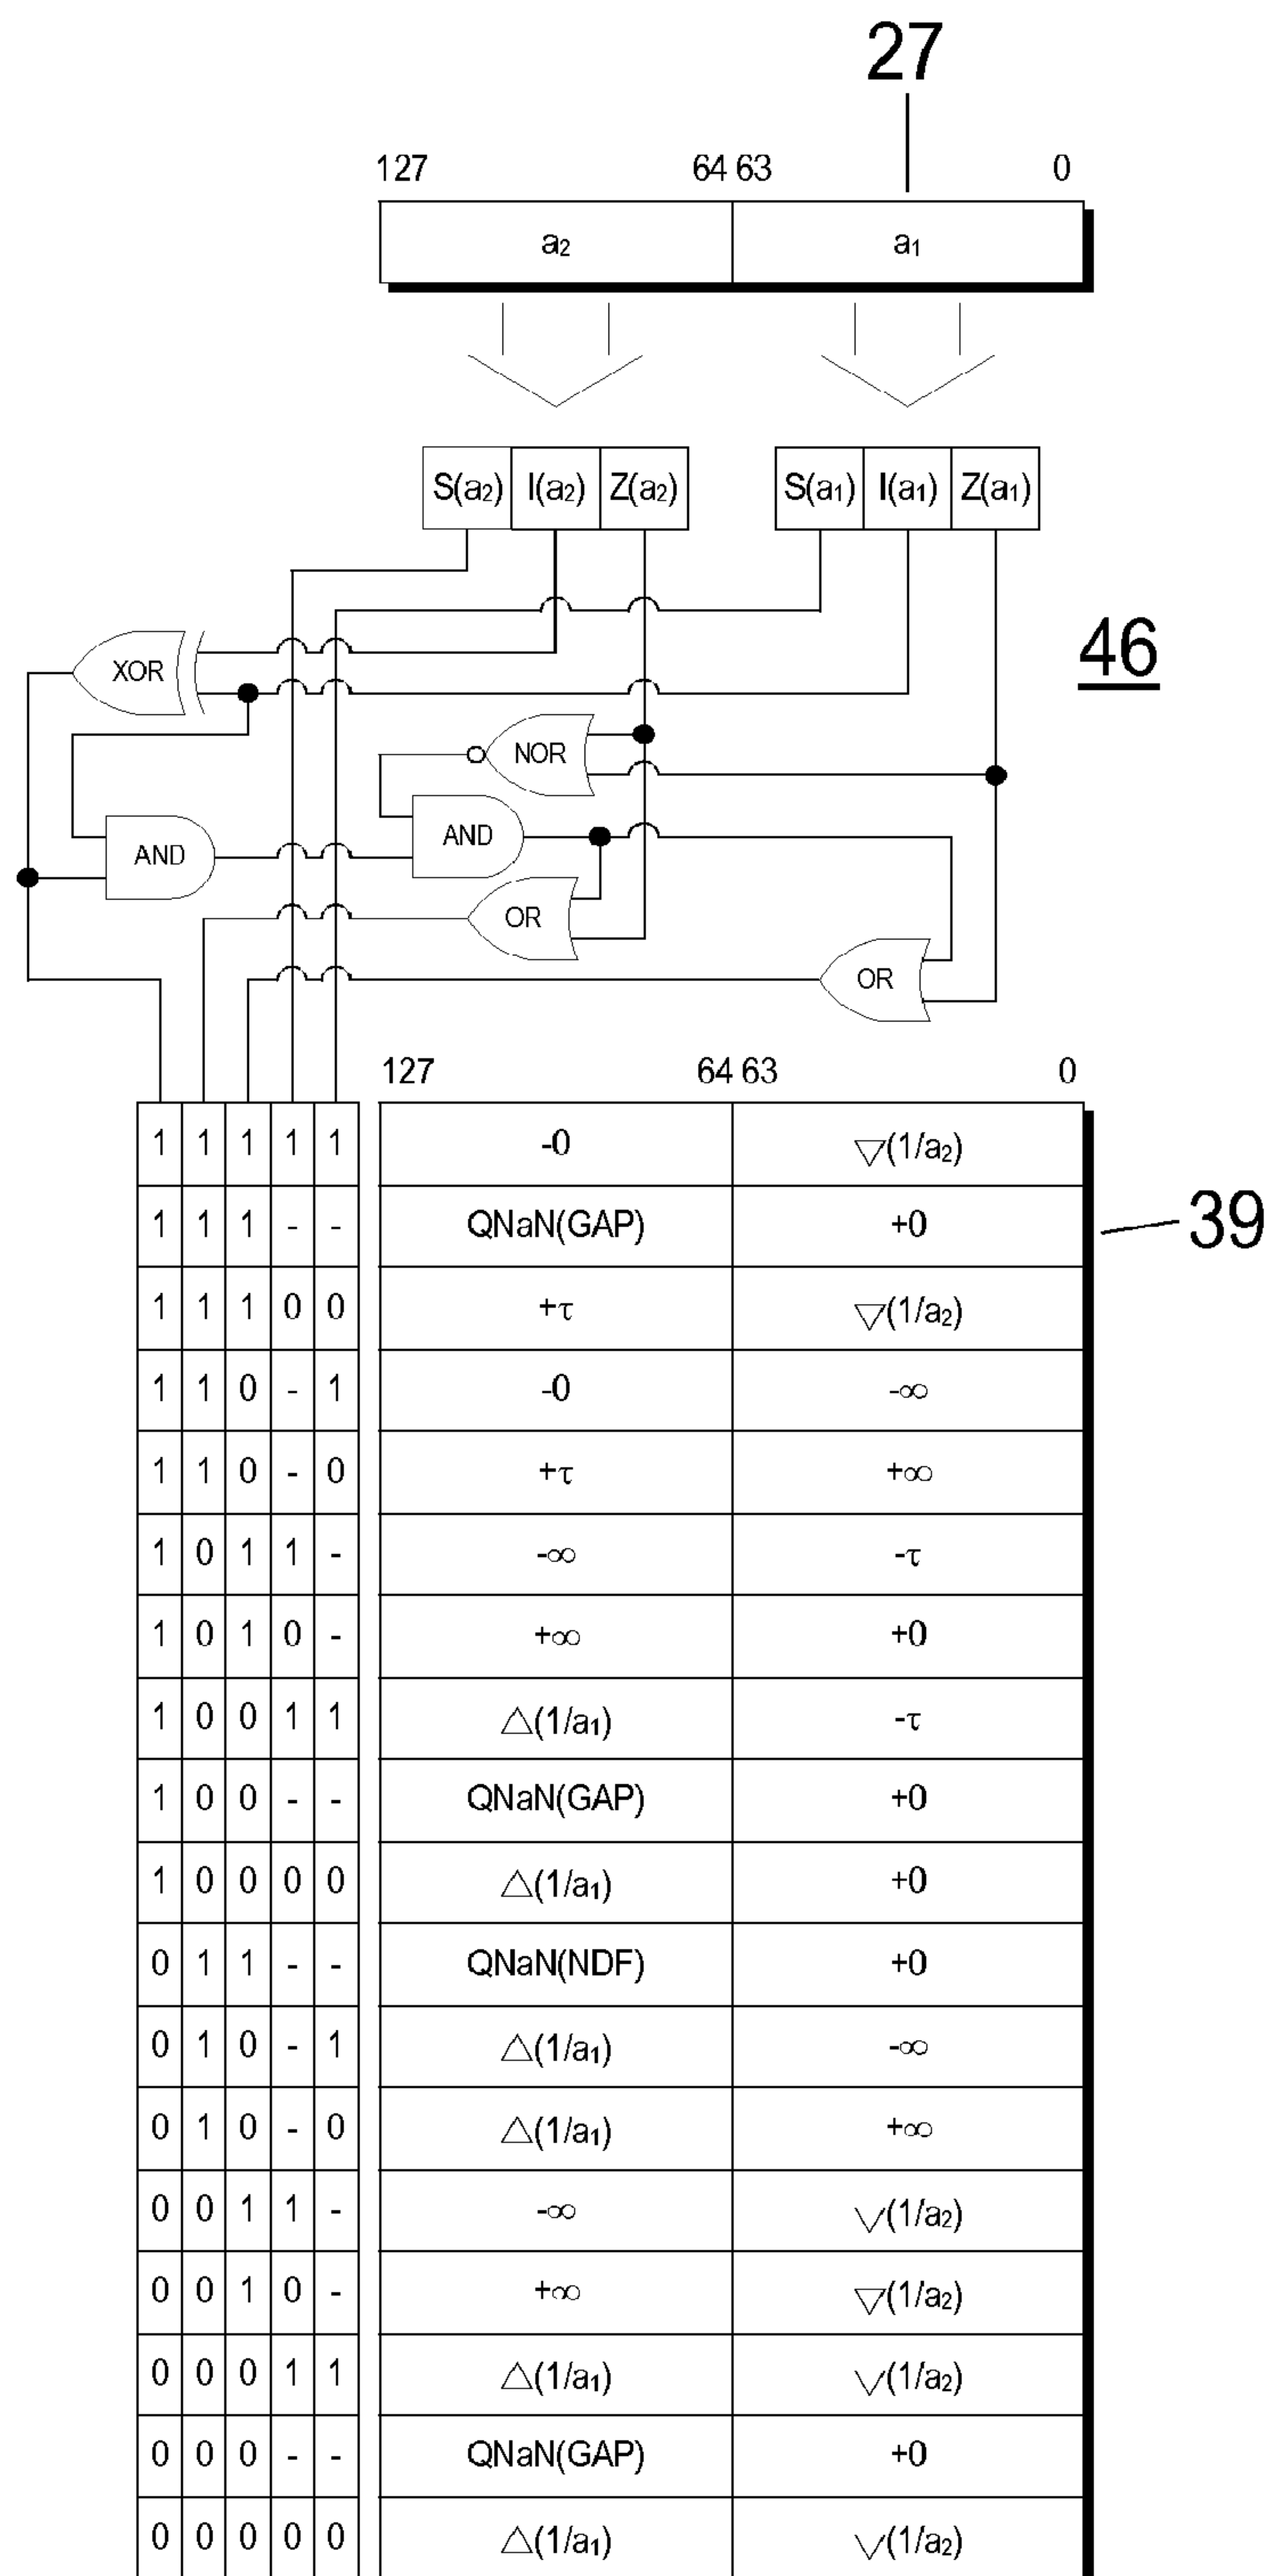 27
127 64 63 0
a₂ a₁
S(a₂) I(a₂) Z(a₂) S(a₁) I(a₁) Z(a₁)
46
XOR
NOR
AND
AND
OR
OR
127 64 63 0
1 1 1 1 1 -0 ▽(1/a₂)
1 1 1 - - QNaN(GAP) +0
39
1 1 1 0 0 +τ ▽(1/a₂)
1 1 0 - 1 -0 -∞
1 1 0 - 0 +τ +∞
1 0 1 1 - -∞ -τ
1 0 1 0 - +∞ +0
1 0 0 1 1 △(1/a₁) -τ
1 0 0 - - QNaN(GAP) +0
1 0 0 0 0 △(1/a₁) +0
0 1 1 - - QNaN(NDF) +0
0 1 0 - 1 △(1/a₁) -∞
0 1 0 - 0 △(1/a₁) +∞
0 0 1 1 - -∞ ▽(1/a₂)
0 0 1 0 - +∞ ▽(1/a₂)
0 0 0 1 1 △(1/a₁) ▽(1/a₂)
0 0 0 - - QNaN(GAP) +0
0 0 0 0 0 △(1/a₁) ▽(1/a₂)